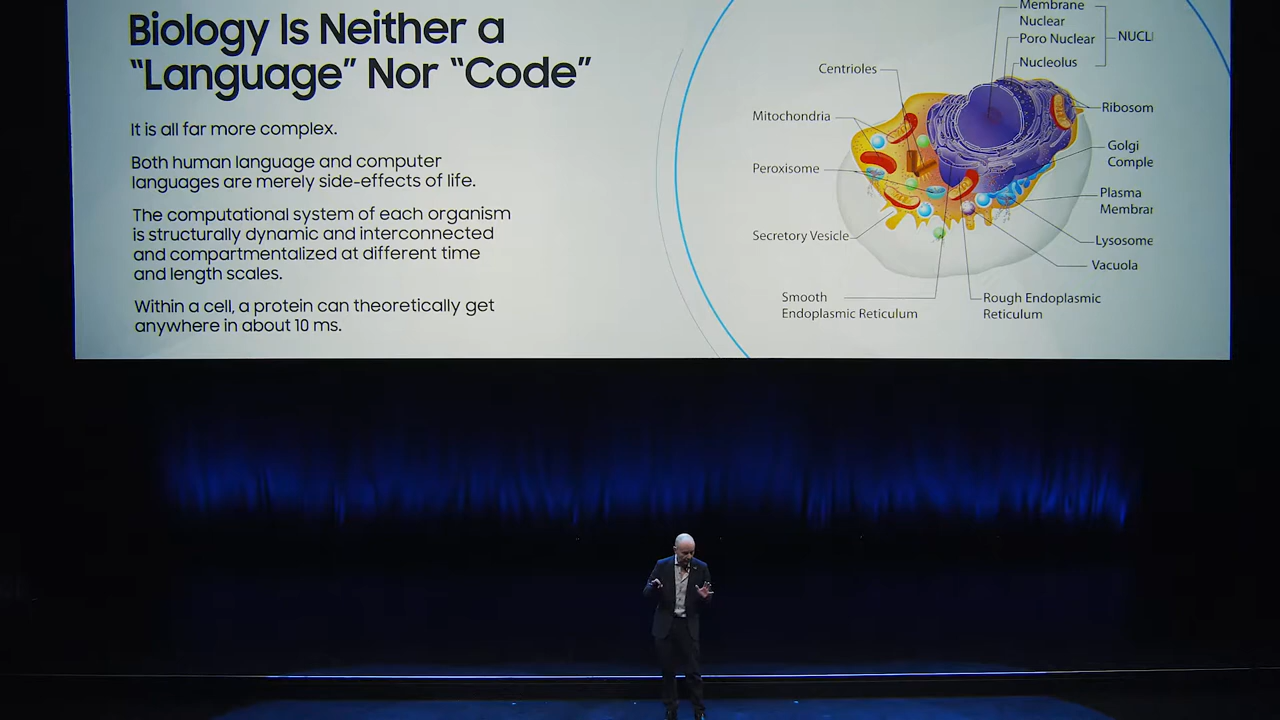 Biology Is Neither a
“Language” Nor “Code”
It is all far more complex.
Both human language and computer
languages are merely side-effects of life.
The computational system of each organism
is structurally dynamic and interconnected
and compartmentalized at different time
and length scales.
Within a cell, a protein can theoretically get
anywhere in about 10 ms.
Membrane
Nuclear
Poro Nuclear
Nucleolus
NUCL
Centrioles
Mitochondria
Peroxisome
Secretory Vesicle
Smooth
Endoplasmic Reticulum
Ribosom
Golgi
Comple
Plasma
Membrar
Lysosome
Vacuola
Rough Endoplasmic
Reticulum